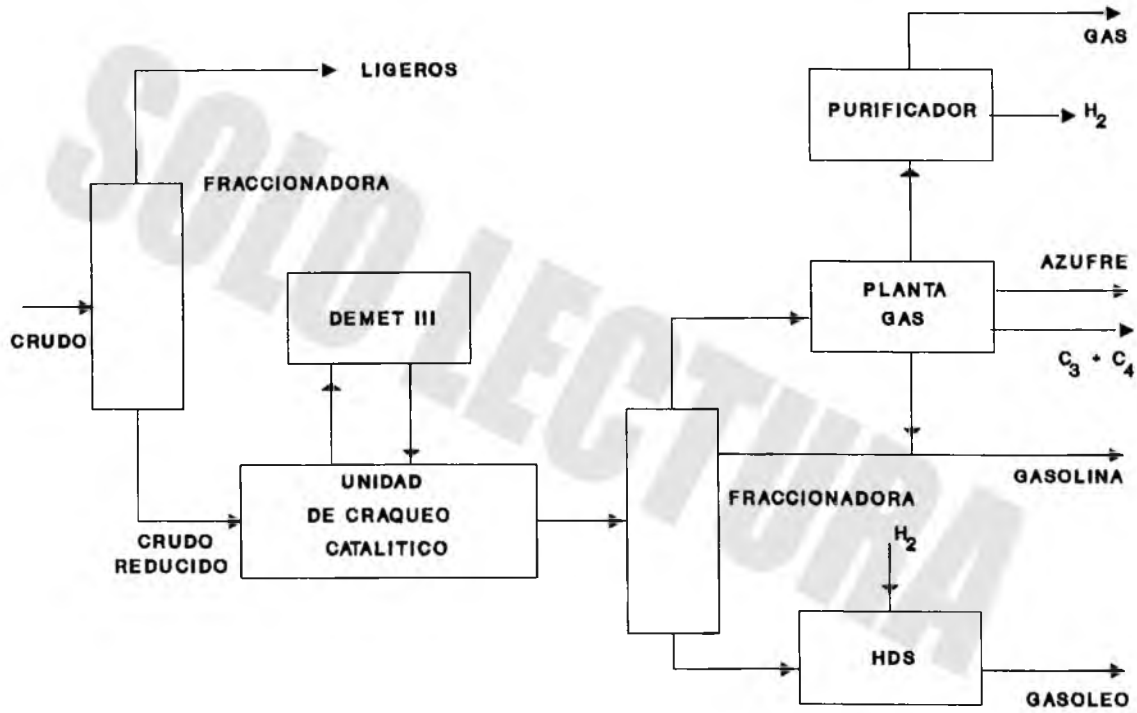 GAS
LIGEROS
PURIFICADOR
H2
FRACCIONADORA
AZUFRE
DEMET III
PLANTA
GAS
CRUDO
C3 + C4
UNIDAD
DE CRAQUEO
CATALITICO
GASOLINA
FRACCIONADORA
H2
CRUDO
REDUCIDO
HDS
GASOLEO
SOLO LECTURA